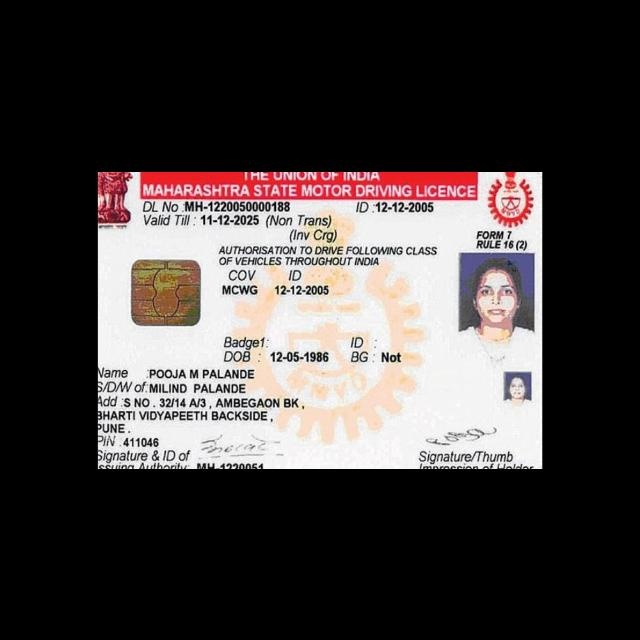 THE UNION OF INDIA
MAHARASHTRA STATE MOTOR DRIVING LICENCE
DL No :MH-1220050000188 ID :12-12-2005
Valid Till : 11-12-2025 (Non Trans)
(Inv Crg)
FORM 7
RULE 16 (2)
AUTHORISATION TO DRIVE FOLLOWING CLASS
OF VEHICLES THROUGHOUT INDIA
COV ID
MCWG 12-12-2005
Badge1: ID :
DOB : 12-05-1986 BG : Not
Name :POOJA M PALANDE
S/D/W of:MILIND PALANDE
Add :S NO . 32/14 A/3 , AMBEGAON BK ,
BHARTI VIDYAPEETH BACKSIDE ,
PUNE .
PIN :411046
Signature & ID of
Issuing Authority: MH-1220051
Signature/Thumb
Impression of Holder